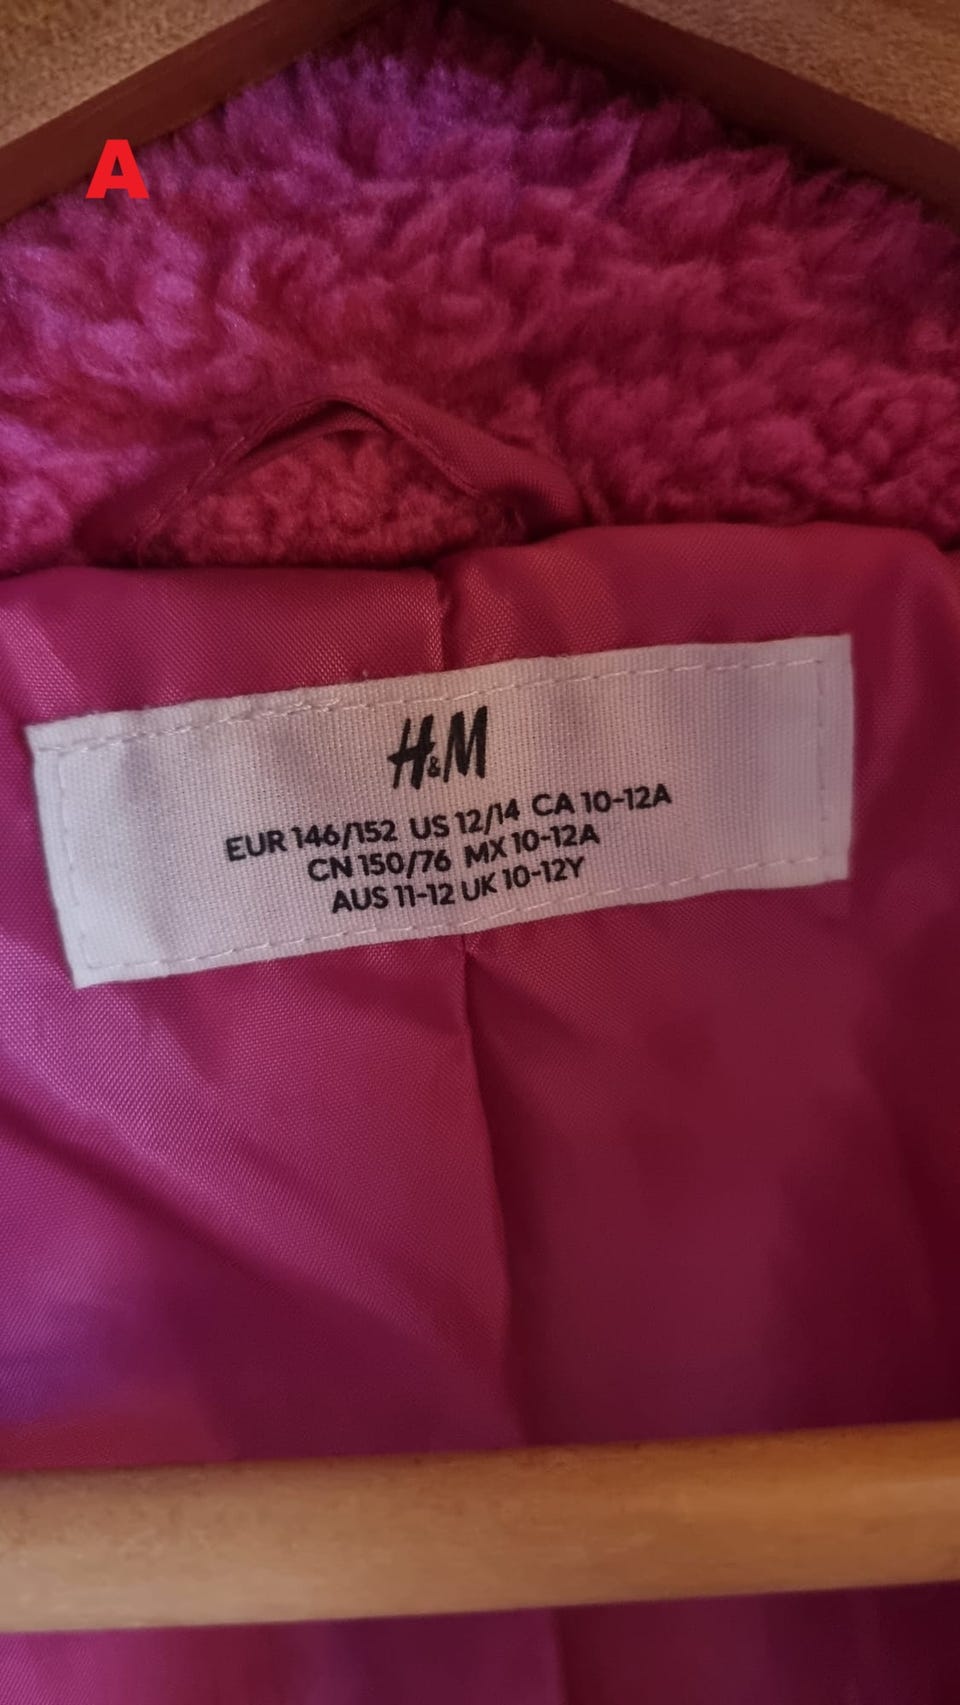 A
H&M
EUR 146/152 US 12/14 CA 10-12A
CN 150/76 MX 10-12A
AUS 11-12 UK 10-12Y